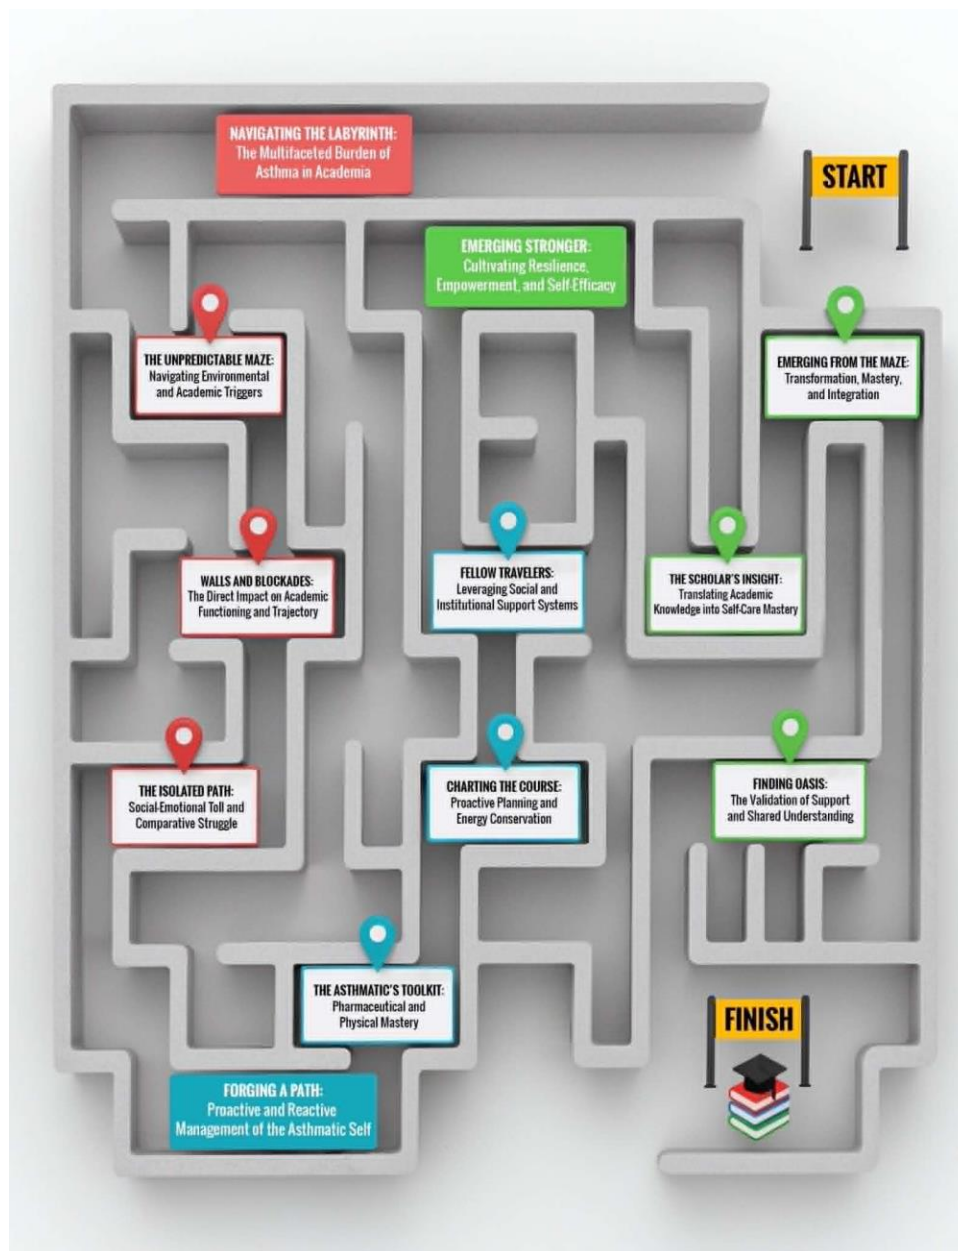 NAVIGATING THE LABYRINTH:
The Multifaceted Burden of
Asthma in Academia
START
EMERGING STRONGER:
Cultivating Resilience,
Empowerment, and Self-Efficacy
THE UNPREDICTABLE MAZE:
Navigating Environmental
and Academic Triggers
EMERGING FROM THE MAZE:
Transformation, Mastery,
and Integration
WALLS AND BLOCKADES:
The Direct Impact on Academic
Functioning and Trajectory
FELLOW TRAVELERS:
Leveraging Social and
Institutional Support Systems
THE SCHOLAR'S INSIGHT:
Translating Academic
Knowledge into Self-Care Mastery
THE ISOLATED PATH:
Social-Emotional Toll and
Comparative Struggle
CHARTING THE COURSE:
Proactive Planning and
Energy Conservation
FINDING OASIS:
The Validation of Support
and Shared Understanding
THE ASTHMATIC'S TOOLKIT:
Pharmaceutical and
Physical Mastery
FINISH
FORGING A PATH:
Proactive and Reactive
Management of the Asthmatic Self